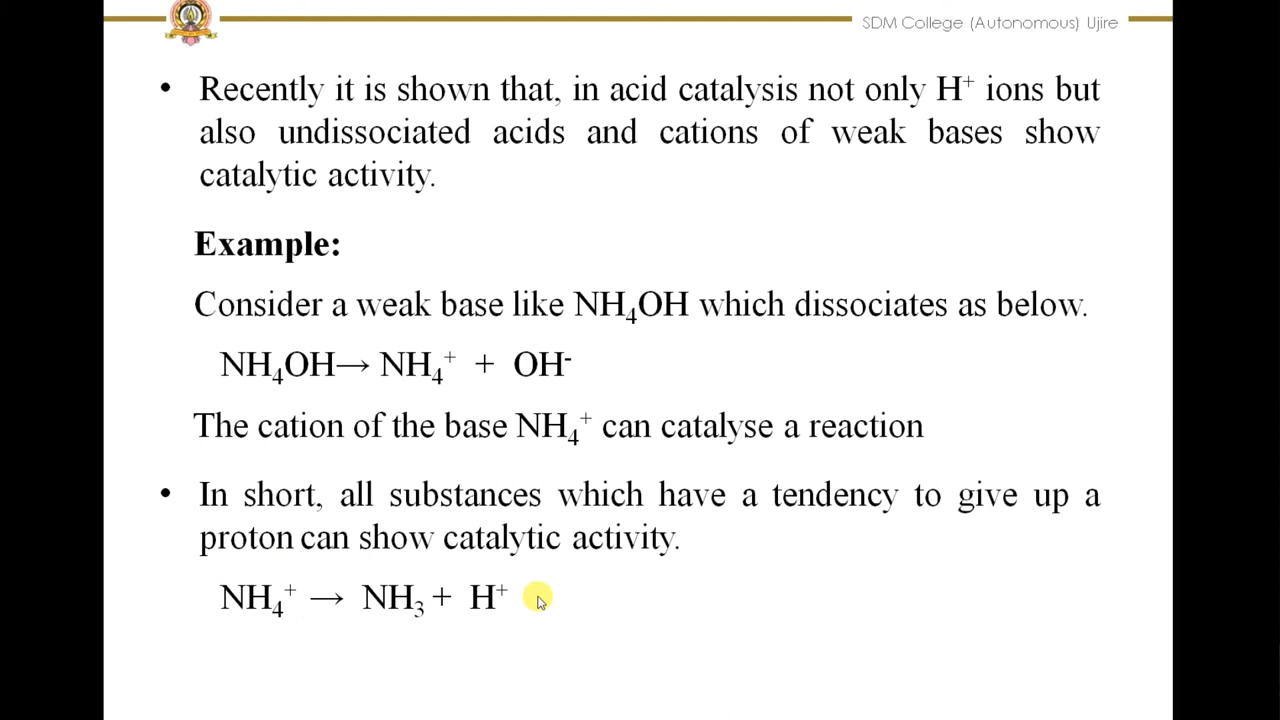 SDM College (Autonomous) Ujire
• Recently it is shown that, in acid catalysis not only H⁺ ions but
also undissociated acids and cations of weak bases show
catalytic activity.
Example:
Consider a weak base like NH₄OH which dissociates as below.
NH₄OH→ NH₄⁺ + OH⁻
The cation of the base NH₄⁺ can catalyse a reaction
• In short, all substances which have a tendency to give up a
proton can show catalytic activity.
NH₄⁺ → NH₃ + H⁺